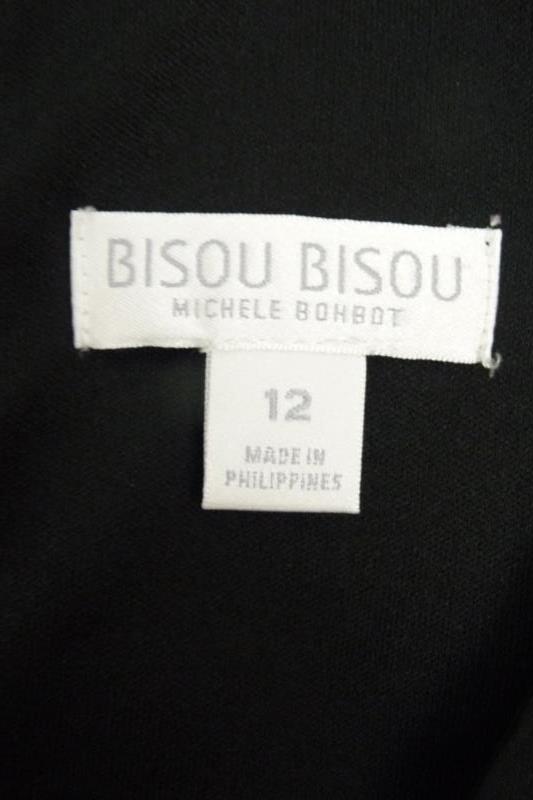 BISOU BISOU
MICHELE BOHBOT
12
MADE IN
PHILIPPINES